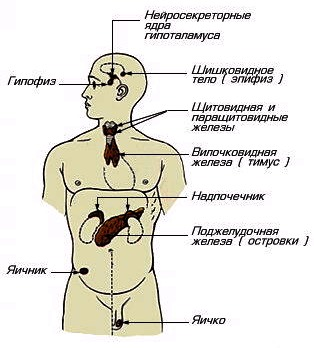 Нейросекреторные
ядра
гипоталамуса
Гипофиз
Шишковидное
тело ( эпифиз )
Щитовидная и
паращитовидные
железы
Вилочковидная
железа ( тимус )
Надпочечник
Поджелудочная
железа ( островки )
Яичник
Яичко